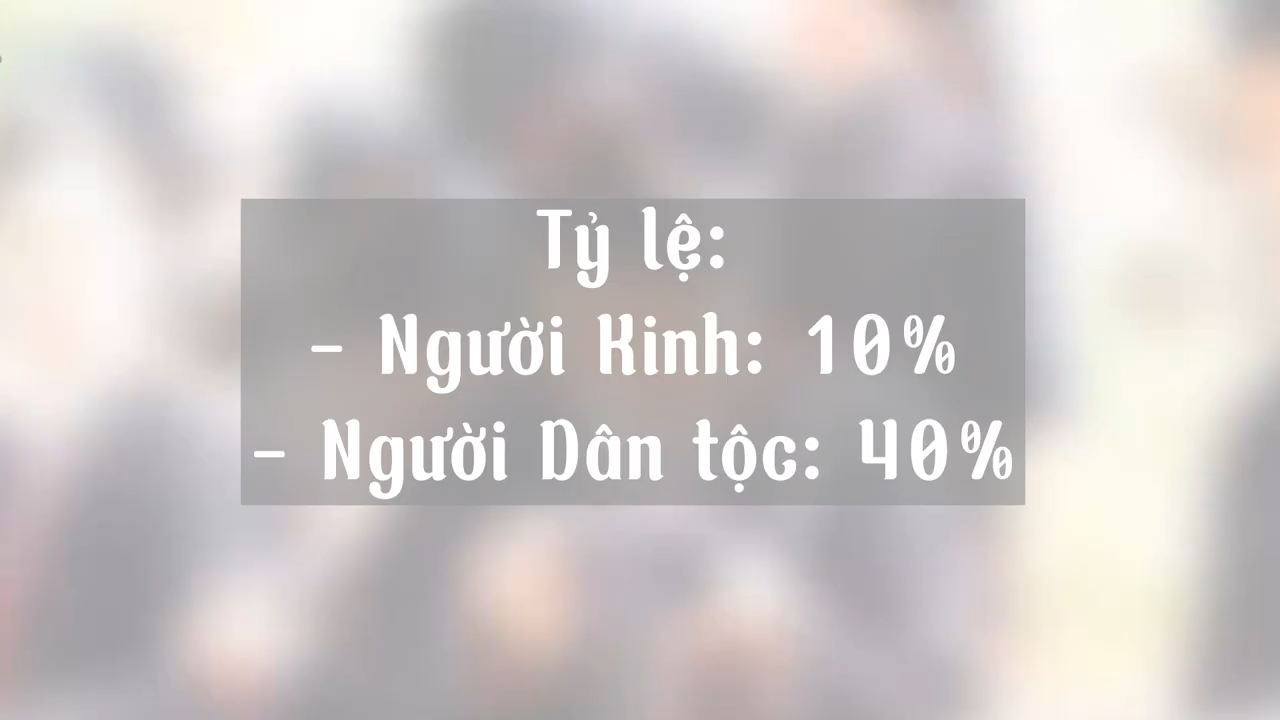 Tỷ lệ:
- Người Kinh: 10%
- Người Dân tộc: 40%